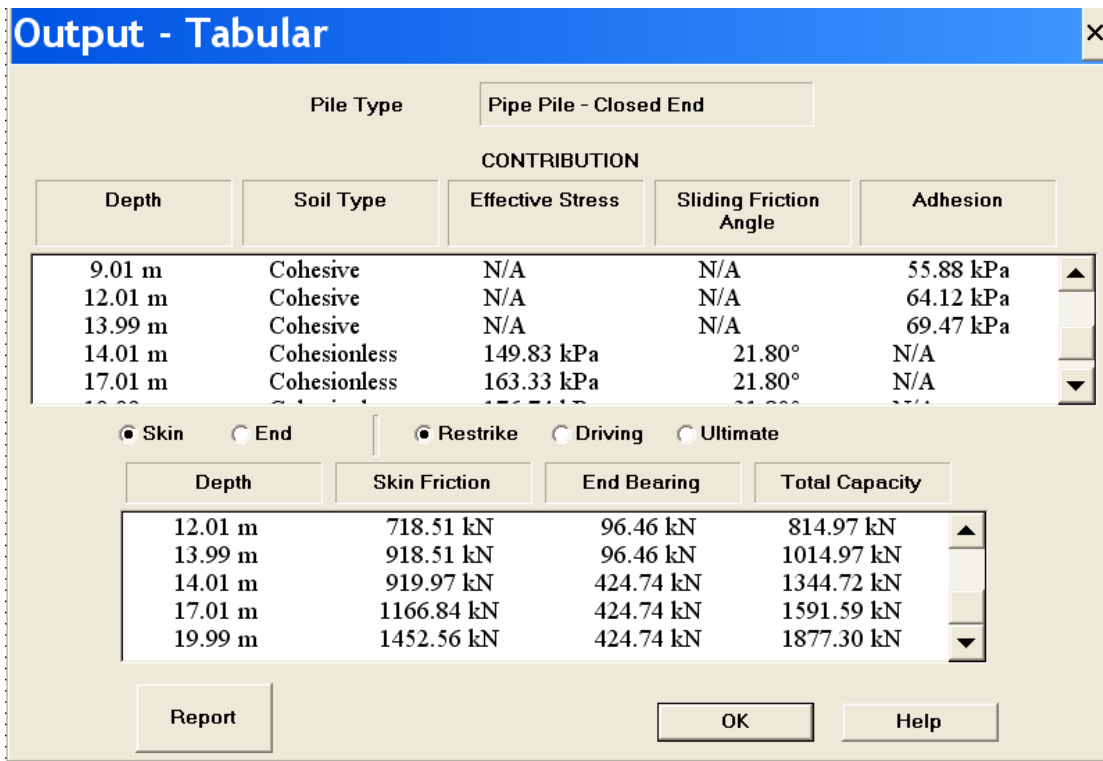 Output - Tabular
Pile Type Pipe Pile - Closed End
CONTRIBUTION
Depth Soil Type Effective Stress Sliding Friction Angle Adhesion
9.01 m Cohesive N/A N/A 55.88 kPa
12.01 m Cohesive N/A N/A 64.12 kPa
13.99 m Cohesive N/A N/A 69.47 kPa
14.01 m Cohesionless 149.83 kPa 21.80° N/A
17.01 m Cohesionless 163.33 kPa 21.80° N/A
Skin End Restrike Driving Ultimate
Depth Skin Friction End Bearing Total Capacity
12.01 m 718.51 kN 96.46 kN 814.97 kN
13.99 m 918.51 kN 96.46 kN 1014.97 kN
14.01 m 919.97 kN 424.74 kN 1344.72 kN
17.01 m 1166.84 kN 424.74 kN 1591.59 kN
19.99 m 1452.56 kN 424.74 kN 1877.30 kN
Report OK Help